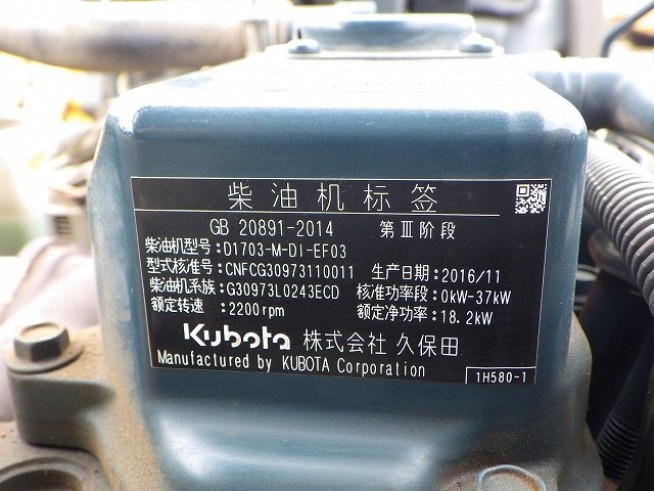 柴油机标签
GB 20891-2014 第Ⅲ阶段
柴油机型号:D1703-M-DI-EF03
型式核准号:CNFCG30973110011 生产日期:2016/11
柴油机系族:G30973L0243ECD 核准功率段:0kW-37kW
额定转速:2200rpm 额定净功率:18.2kW
Kubota 株式会社 久保田
Manufactured by KUBOTA Corporation
1H580-1